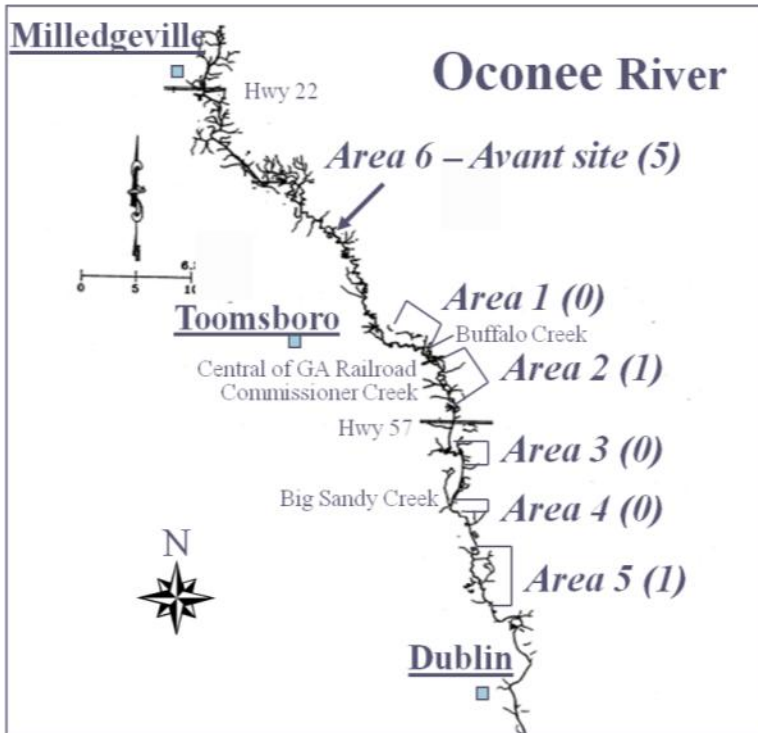 Milledgeville
Oconee River
Hwy 22
Area 6 – Avant site (5)
0 5 10
Area 1 (0)
Toomsboro
Buffalo Creek
Central of GA Railroad
Area 2 (1)
Commissioner Creek
Hwy 57
Area 3 (0)
Big Sandy Creek
Area 4 (0)
N
Area 5 (1)
Dublin